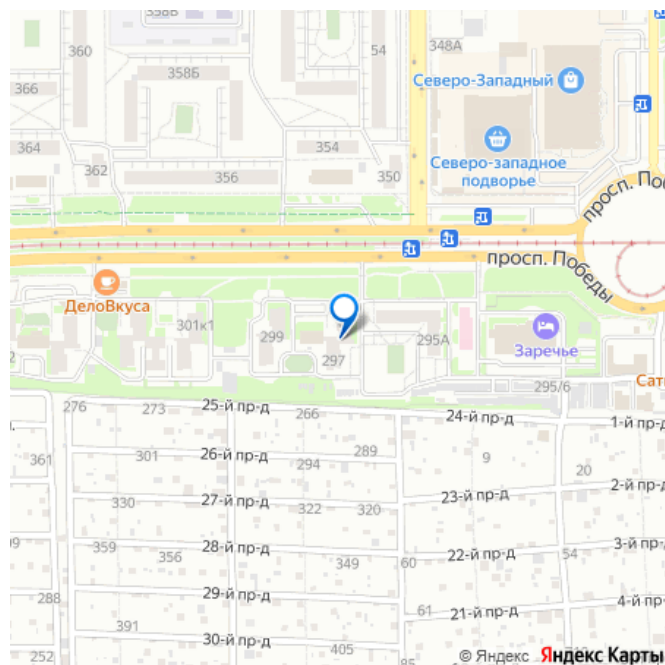 358В
360
54
348А
366
358Б
Северо-Западный
364
354
Северо-западное
подворье
362
356
350
просп. По
просп. Победы
ДелоВкуса
301к1
299
295А
Заречье
297
295/6
Сати
276
273
25-й пр-д
266
24-й пр-д
1-й пр-д
361
301
26-й пр-д
294
289
9
20
2-й пр-д
330
27-й пр-д
322
320
23-й пр-д
359
356
28-й пр-д
349
60
22-й пр-д
54
3-й пр-д
288
29-й пр-д
61
21-й пр-д
4-й пр-д
391
30-й пр-д
405
252
© Яндекс Яндекс Карты